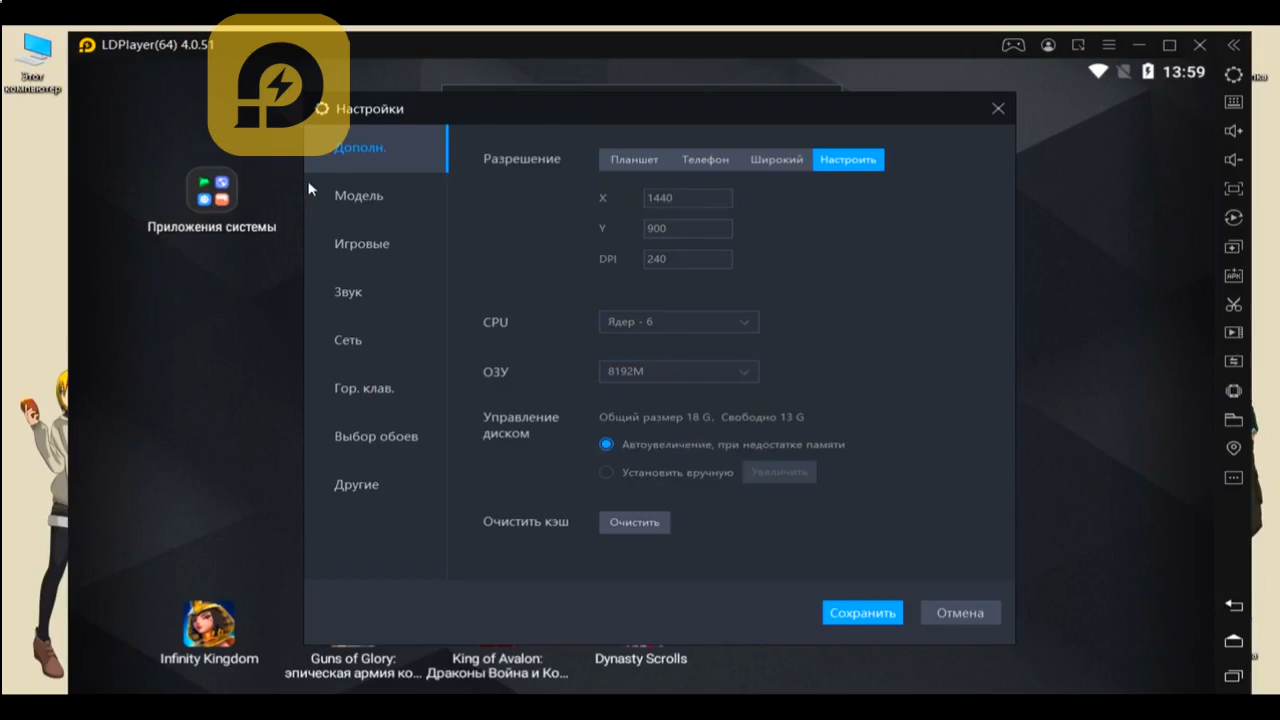 Этот
компьютер
LDPlayer(64) 4.0.51
13:59
Настройки
Дополн.
Модель
Игровые
Звук
Сеть
Гор. клав.
Выбор обоев
Другие
Разрешение
Планшет Телефон Широкий Настроить
X 1440
Y 900
DPI 240
CPU Ядер - 6
ОЗУ 8192M
Управление
диском
Общий размер 18 G, Свободно 13 G
Автоувеличение, при недостатке памяти
Установить вручную Увеличить
Очистить кэш Очистить
Сохранить Отмена
Приложения системы
Infinity Kingdom
Guns of Glory:
эпическая армия ко...
King of Avalon:
Драконы Война и Ко...
Dynasty Scrolls
APK